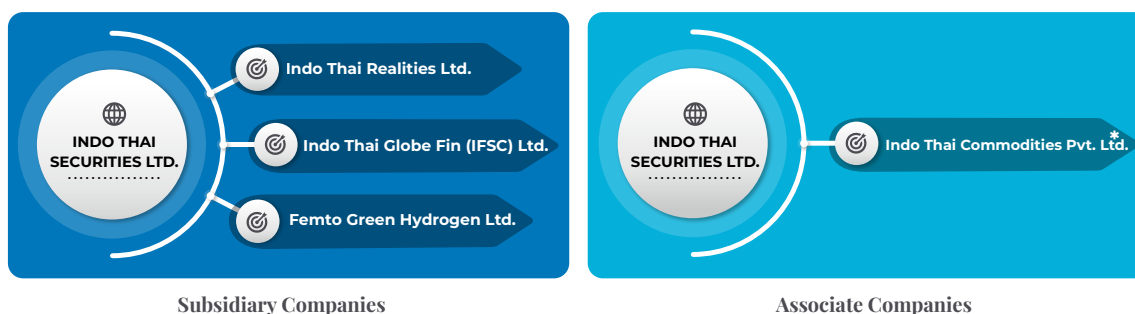 INDO THAI
SECURITIES LTD.
Indo Thai Realities Ltd.
Indo Thai Globe Fin (IFSC) Ltd.
Femto Green Hydrogen Ltd.
Subsidiary Companies
INDO THAI
SECURITIES LTD.
Indo Thai Commodities Pvt. Ltd.*
Associate Companies